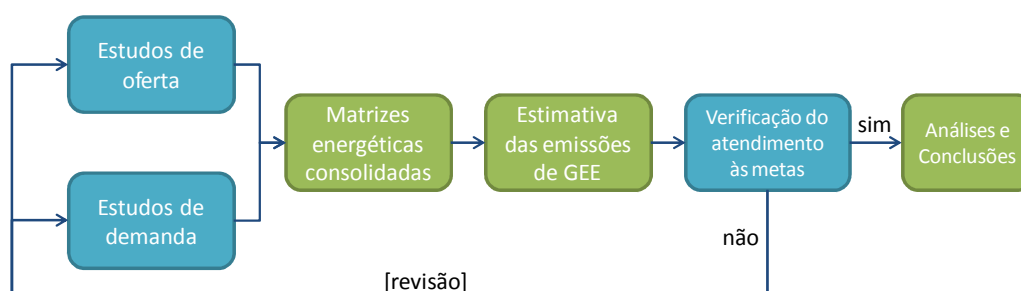 Estudos de
oferta
Estudos de
demanda
Matrizes
energéticas
consolidadas
Estimativa
das emissões
de GEE
Verificação do
atendimento
às metas
sim
Análises e
Conclusões
não
[revisão]